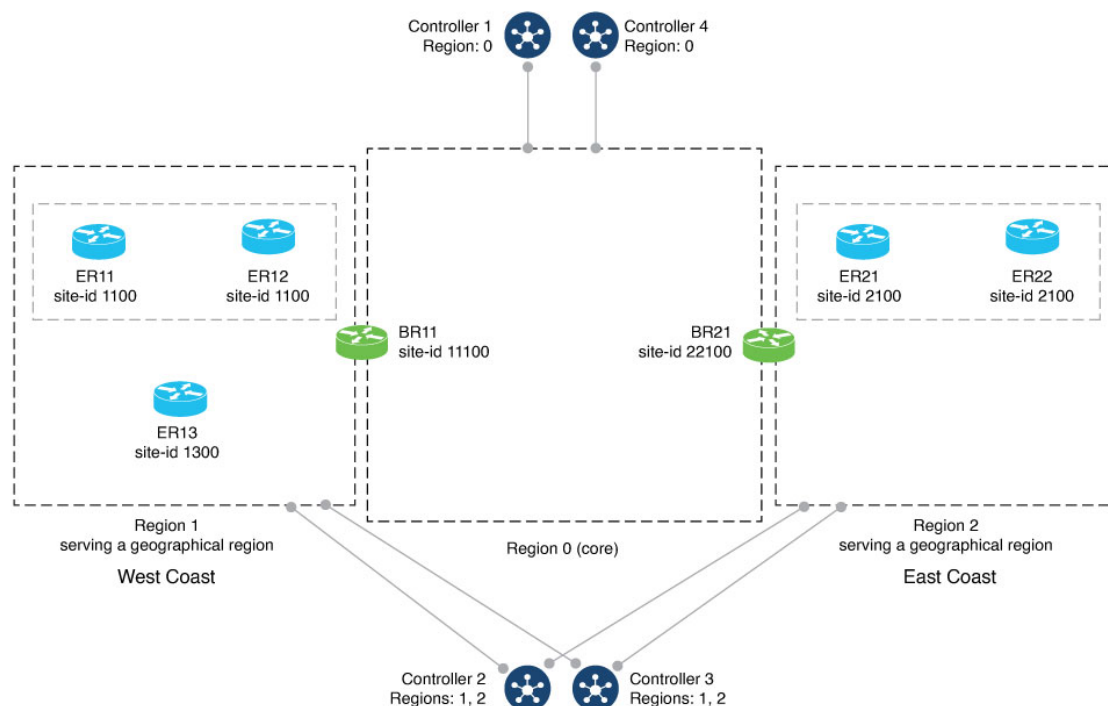 Controller 1
Region: 0
Controller 4
Region: 0
ER11
site-id 1100
ER12
site-id 1100
ER13
site-id 1300
BR11
site-id 11100
BR21
site-id 22100
ER21
site-id 2100
ER22
site-id 2100
Region 1
serving a geographical region
West Coast
Region 0 (core)
Region 2
serving a geographical region
East Coast
Controller 2
Regions: 1, 2
Controller 3
Regions: 1, 2